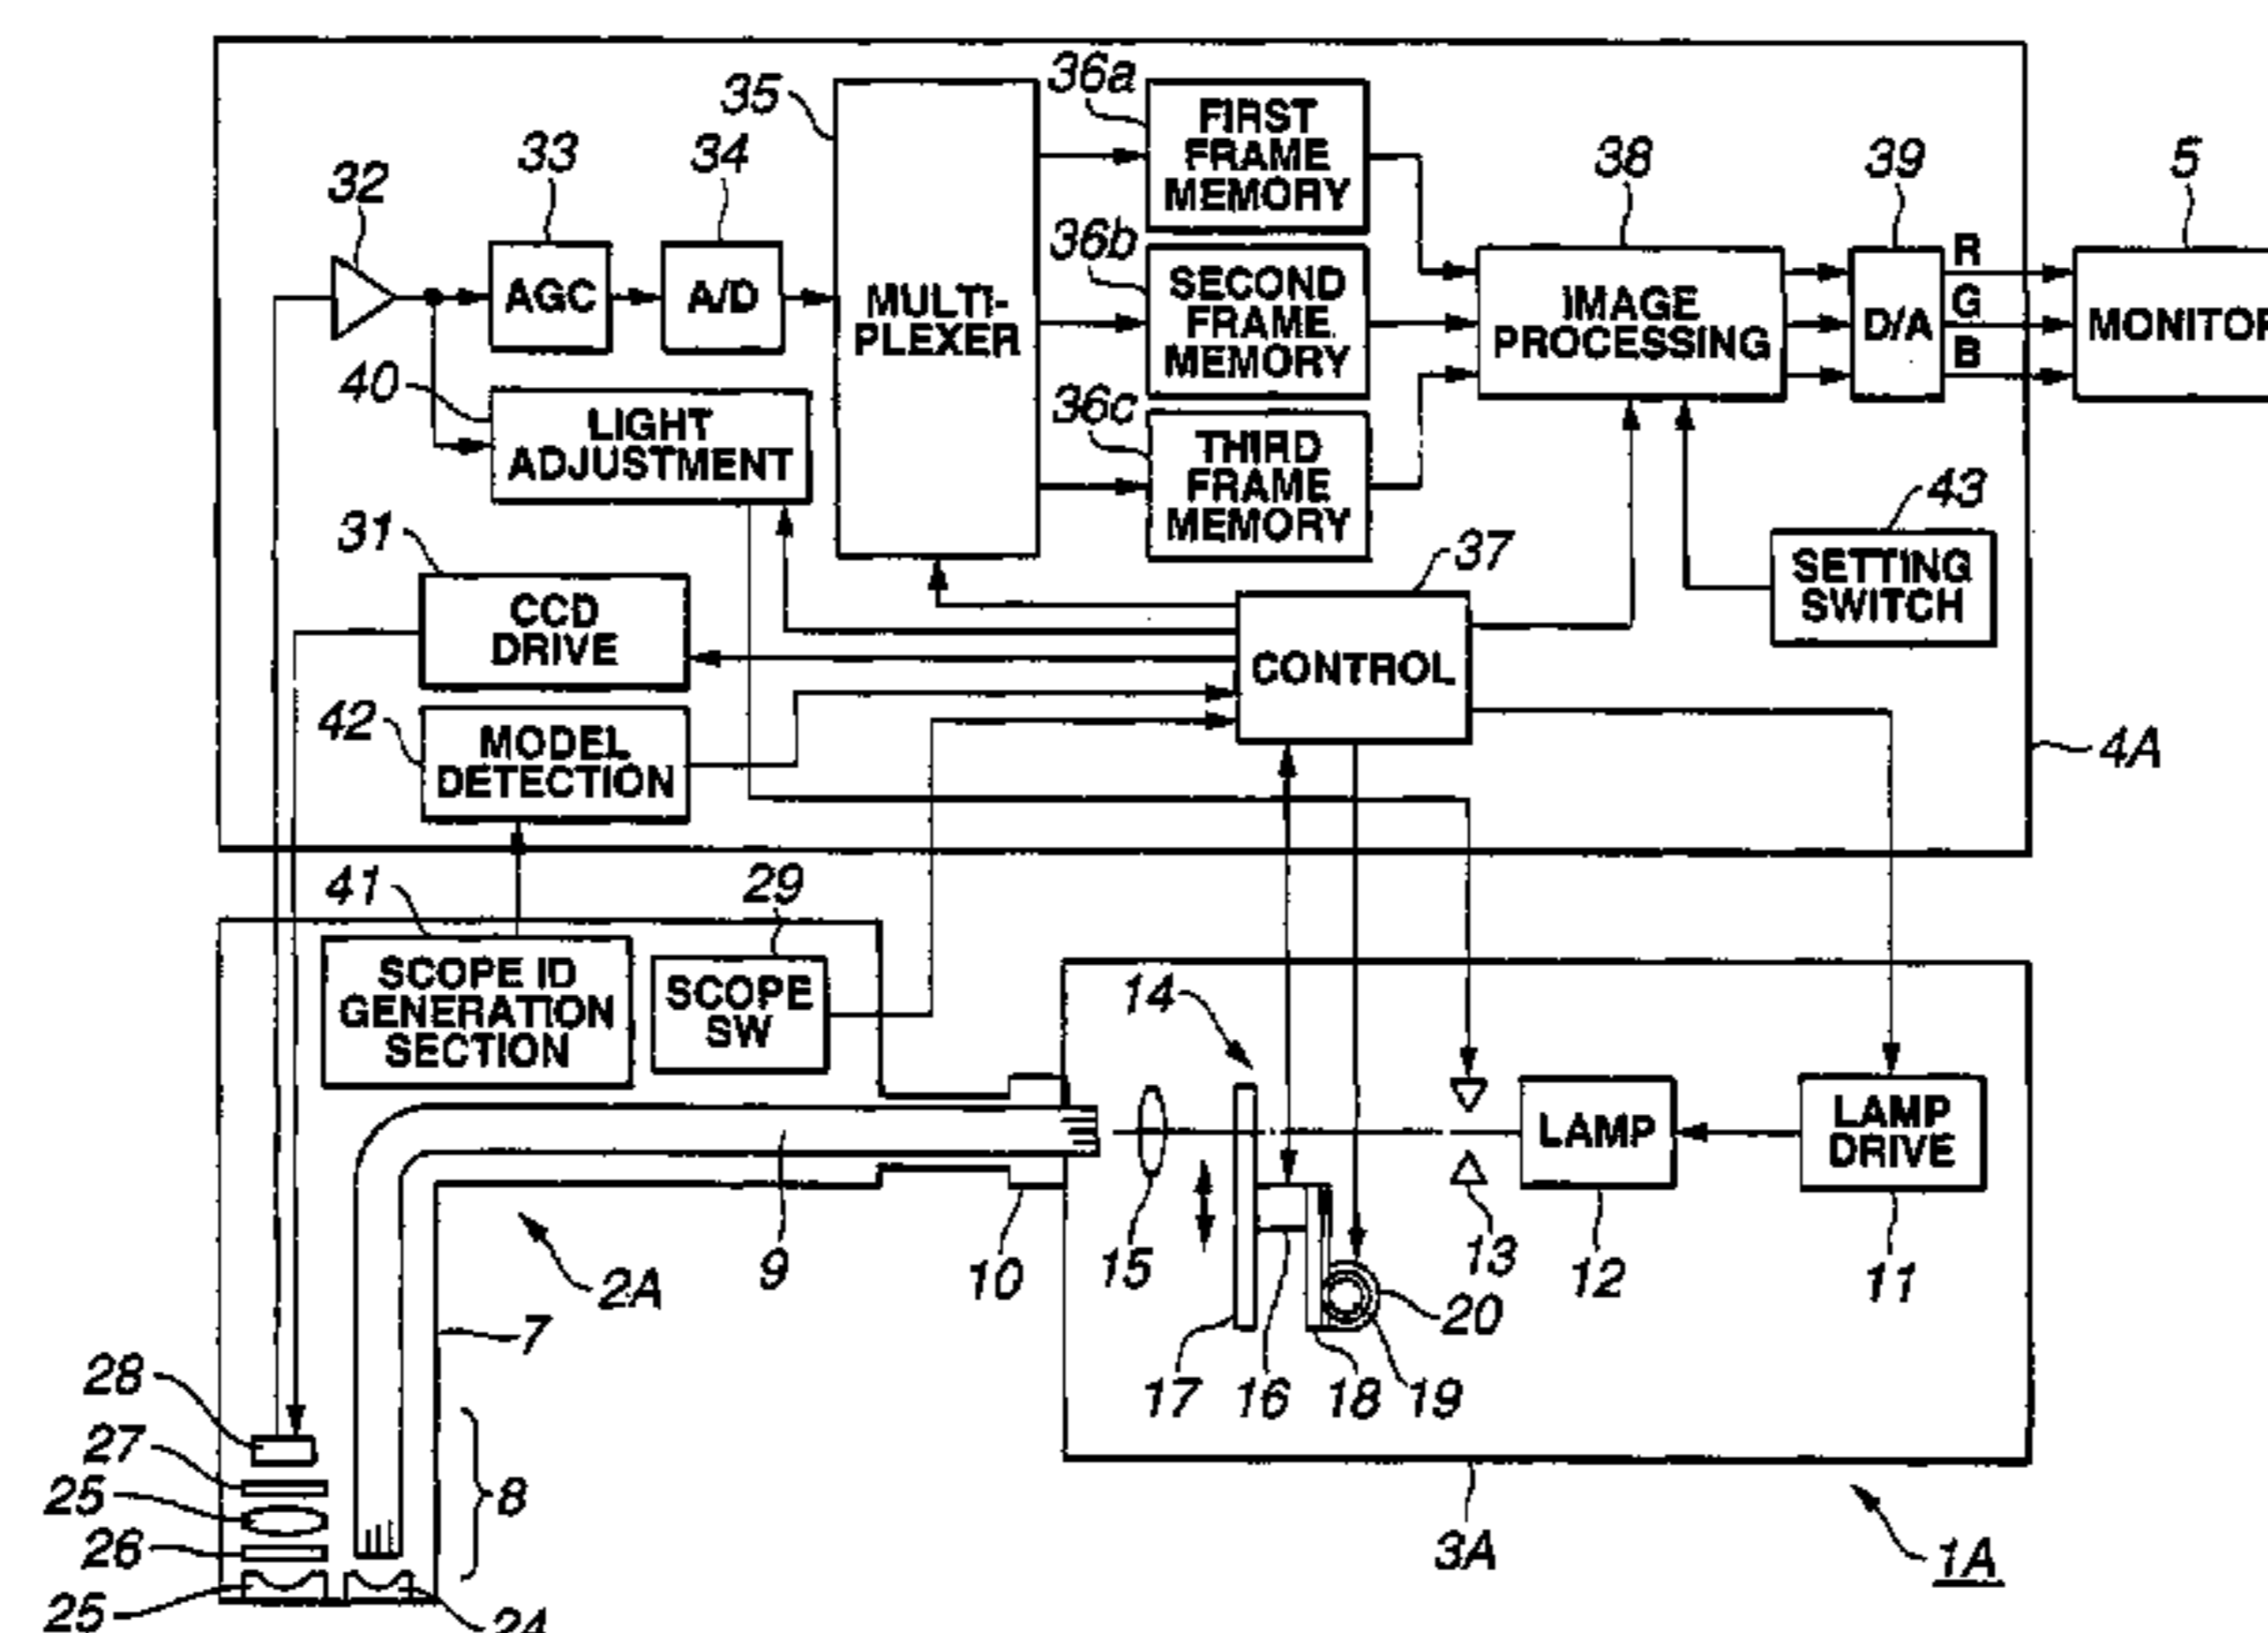 35
36a
FIRST
FRAME
MEMORY
33
34
38
39
5
32
36b
R
AGC
A/D
MULTI-
PLEXER
SECOND
FRAME
MEMORY
IMAGE
PROCESSING
D/A
G
MONITOR
B
40
LIGHT
ADJUSTMENT
36c
THIRD
FRAME
MEMORY
43
31
37
SETTING
SWITCH
CCD
DRIVE
CONTROL
42
MODEL
DETECTION
4A
41
29
SCOPE ID
GENERATION
SECTION
SCOPE
SW
14
LAMP
LAMP
DRIVE
2A
9
10
15
13
12
11
7
20
28
17
16
18
19
27
25
8
26
3A
1A
25
24